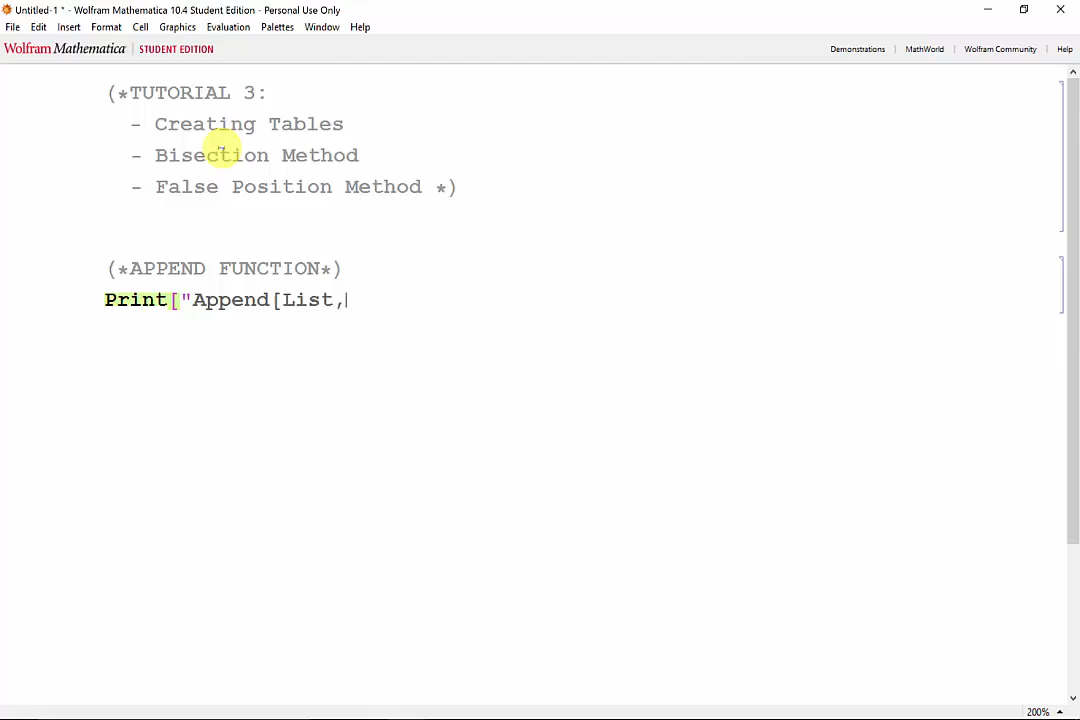 Untitled-1 * - Wolfram Mathematica 10.4 Student Edition - Personal Use Only
File Edit Insert Format Cell Graphics Evaluation Palettes Window Help
Wolfram Mathematica | STUDENT EDITION Demonstrations | MathWorld | Wolfram Community | Help
(*TUTORIAL 3:
- Creating Tables
- Bisection Method
- False Position Method *)
(*APPEND FUNCTION*)
Print["Append[List,
200%